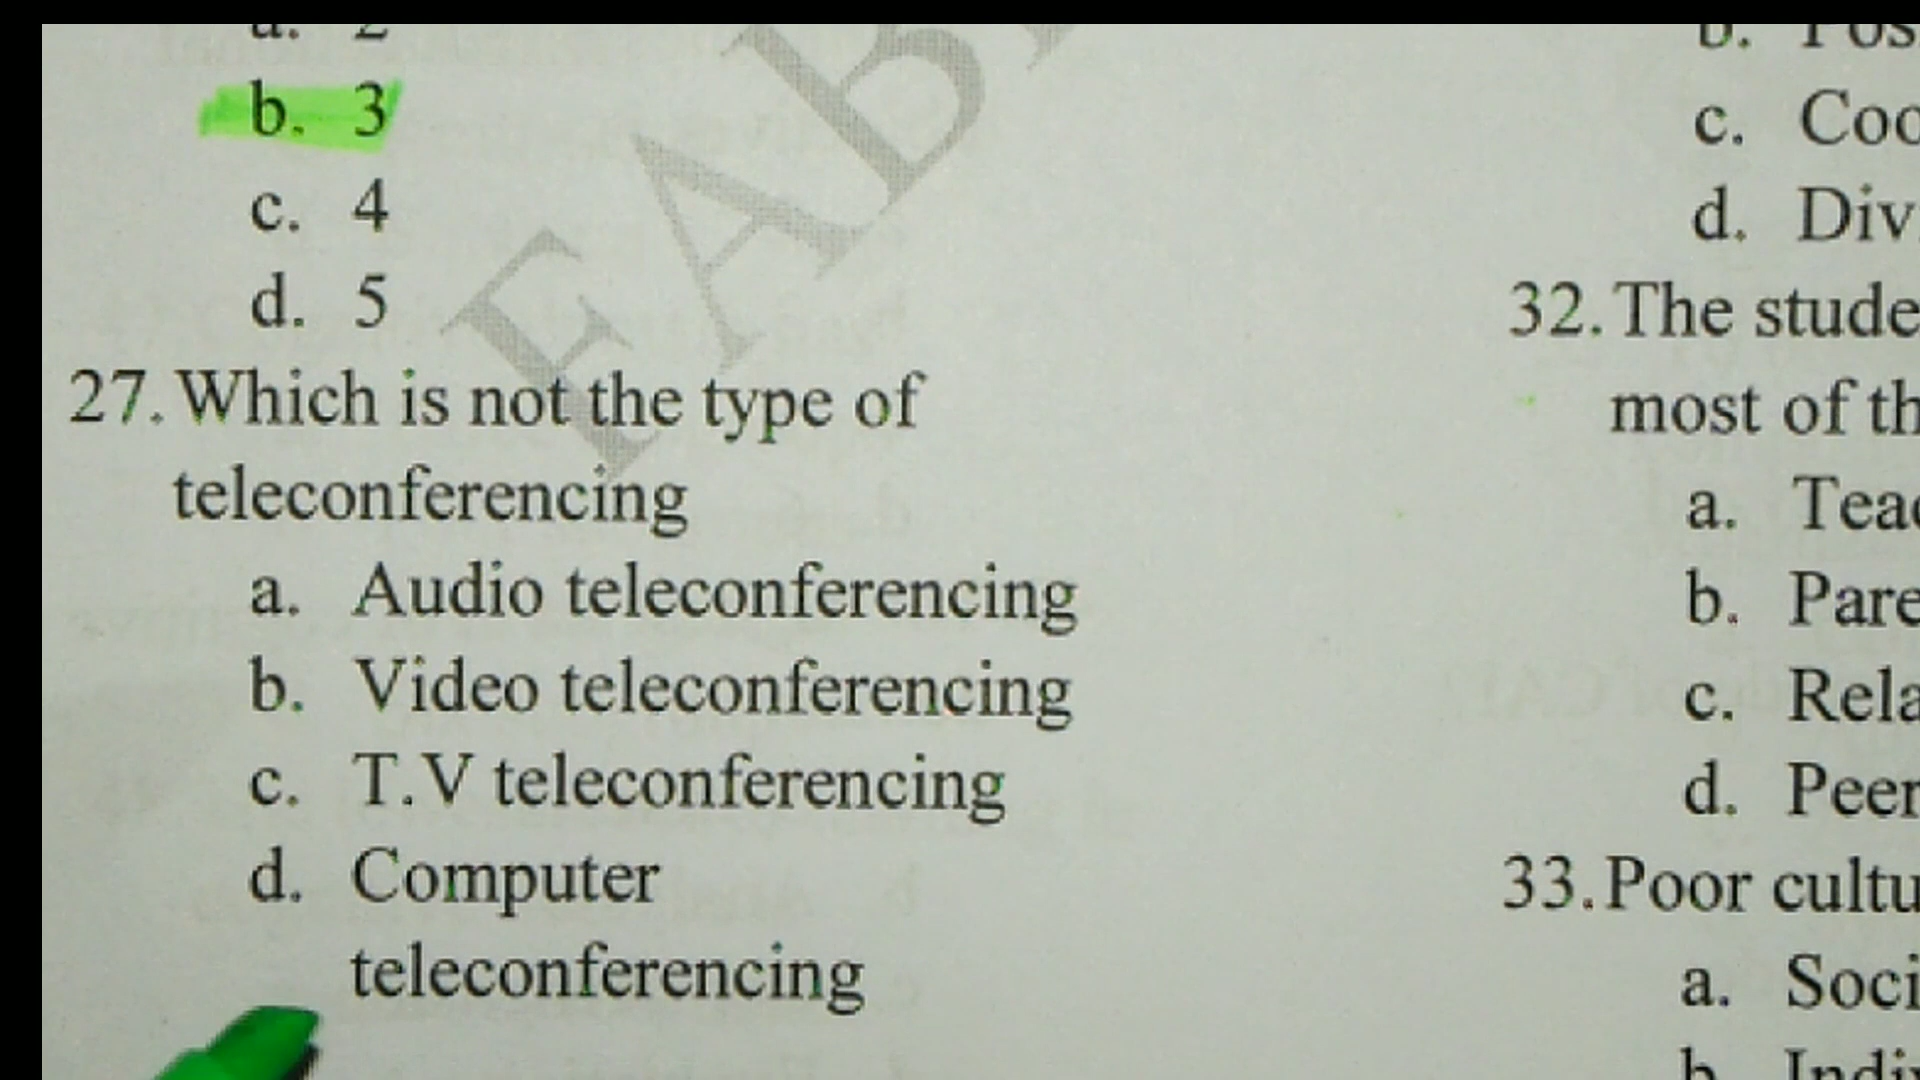 b. 3
c. 4
d. 5
27. Which is not the type of
teleconferencing
a. Audio teleconferencing
b. Video teleconferencing
c. T.V teleconferencing
d. Computer
teleconferencing
b.
c.
d.
32. The
most of
a.
b.
c.
d.
33. Poor
a.
b.